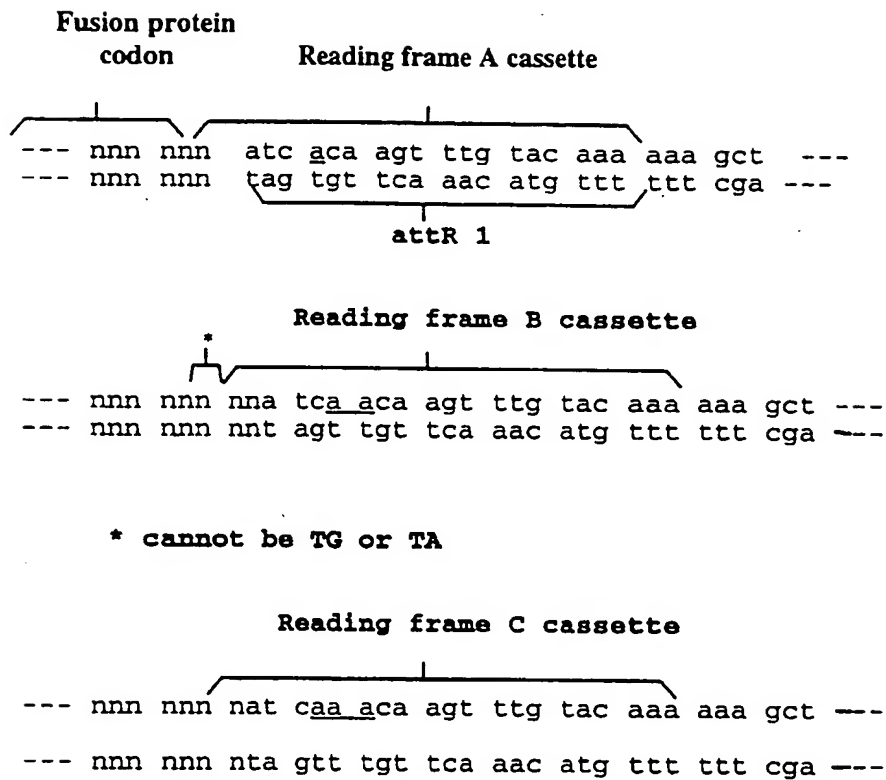 Fusion protein
codon
Reading frame A cassette
--- nnn nnn atc aca agt ttg tac aaa aaa gct ---
--- nnn nnn tag tgt tca aac atg ttt ttt cga ---
attR 1
Reading frame B cassette
*
--- nnn nnn nna tca aca agt ttg tac aaa aaa gct ---
--- nnn nnn nnt agt tgt tca aac atg ttt ttt cga ---
* cannot be TG or TA
Reading frame C cassette
--- nnn nnn nat caa aca agt ttg tac aaa aaa gct ---
--- nnn nnn nta gtt tgt tca aac atg ttt ttt cga ---